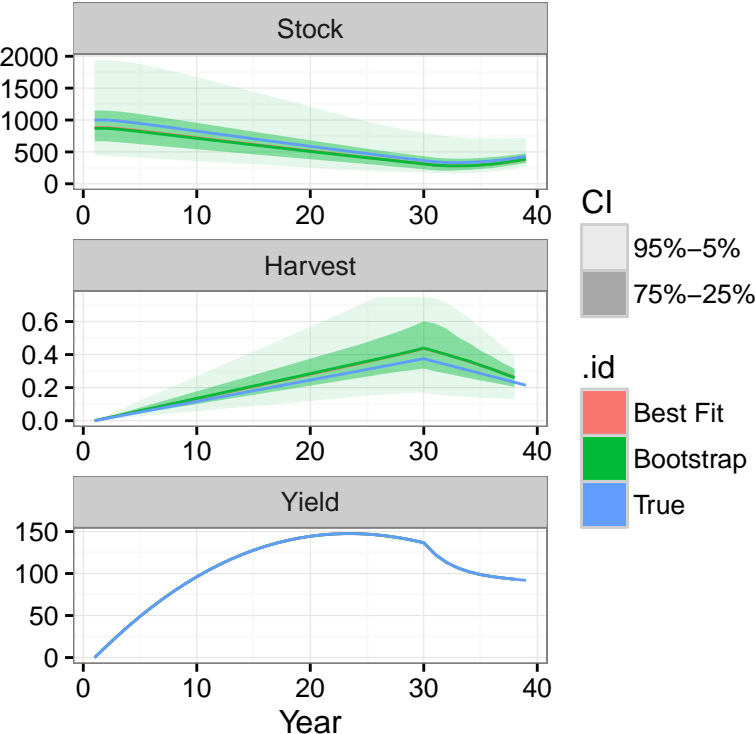 Stock
2000
1500
1000
500
0
0 10 20 30 40
Harvest
0.6
0.4
0.2
0.0
0 10 20 30 40
Yield
150
100
50
0
0 10 20 30 40
Year
CI
95%−5%
75%−25%
.id
Best Fit
Bootstrap
True